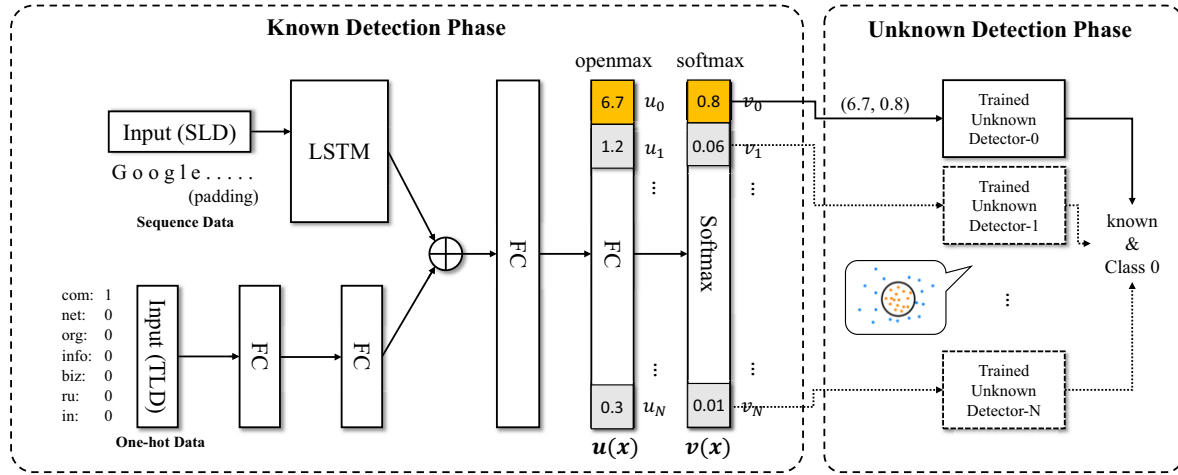 Known Detection Phase
Input (SLD)
G o o g l e . . . . .
(padding)
Sequence Data
LSTM
com: 1
net: 0
org: 0
info: 0
biz: 0
ru: 0
in: 0
One-hot Data
Input (TLD)
FC
FC
FC
openmax
6.7
u₀
1.2
u₁
...
FC
...
0.3
u_N
u(x)
softmax
0.8
v₀
0.06
v₁
...
Softmax
...
0.01
v_N
v(x)
Unknown Detection Phase
(6.7, 0.8)
Trained
Unknown
Detector-0
Trained
Unknown
Detector-1
...
Trained
Unknown
Detector-N
known
&
Class 0